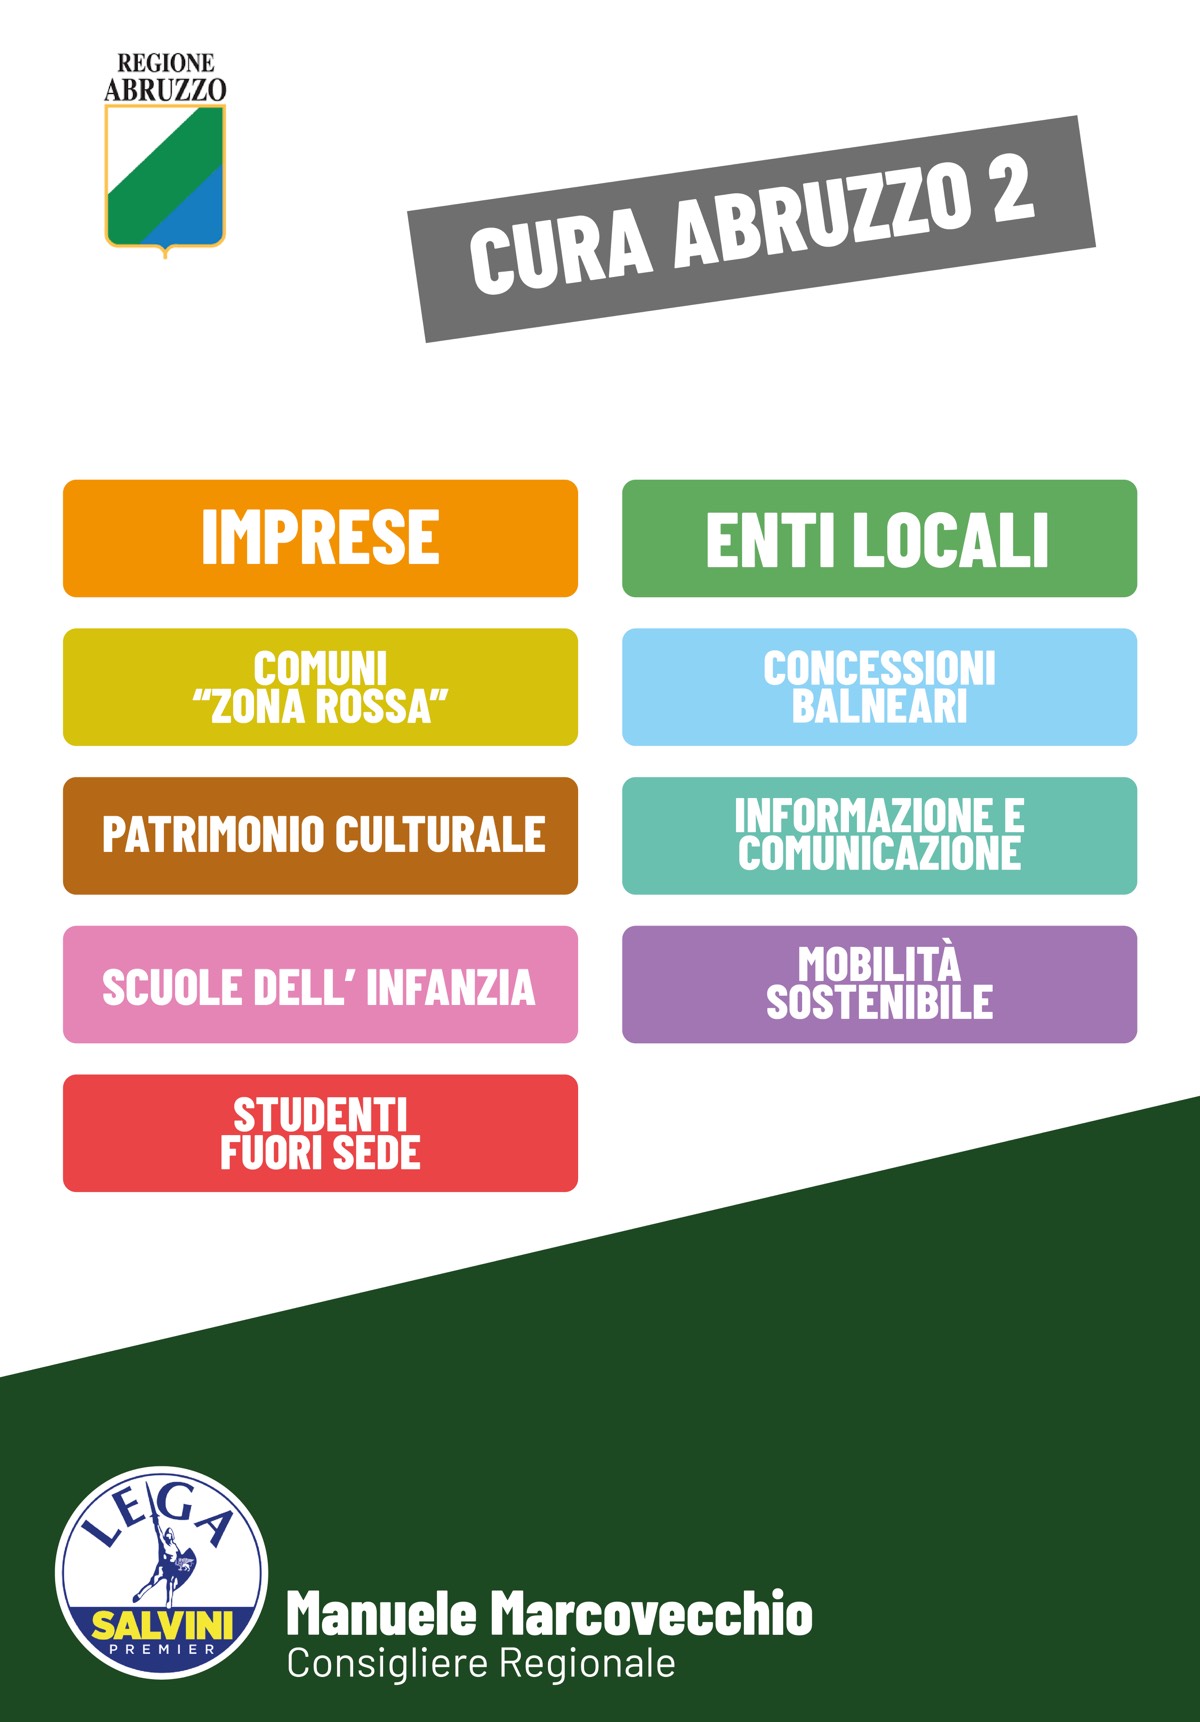 REGIONE
ABRUZZO
CURA ABRUZZO 2
IMPRESE
ENTI LOCALI
COMUNI
“ZONA ROSSA”
CONCESSIONI
BALNEARI
PATRIMONIO CULTURALE
INFORMAZIONE E
COMUNICAZIONE
SCUOLE DELL’ INFANZIA
MOBILITÀ
SOSTENIBILE
STUDENTI
FUORI SEDE
LEGA
SALVINI
PREMIER
Manuele Marcovecchio
Consigliere Regionale